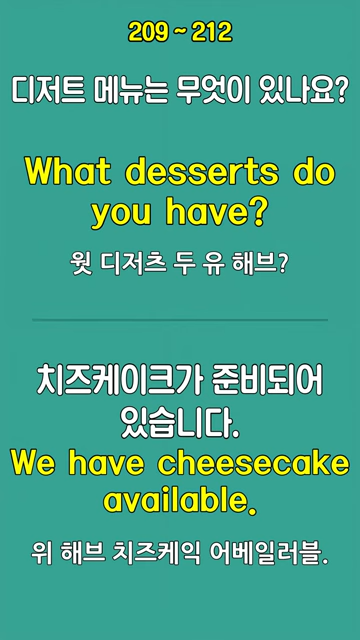 209 ~ 212
디저트 메뉴는 무엇이 있나요?
What desserts do
you have?
왓 디저츠 두 유 해브?
치즈케이크가 준비되어
있습니다.
We have cheesecake
available.
위 해브 치즈케익 어베일러블.